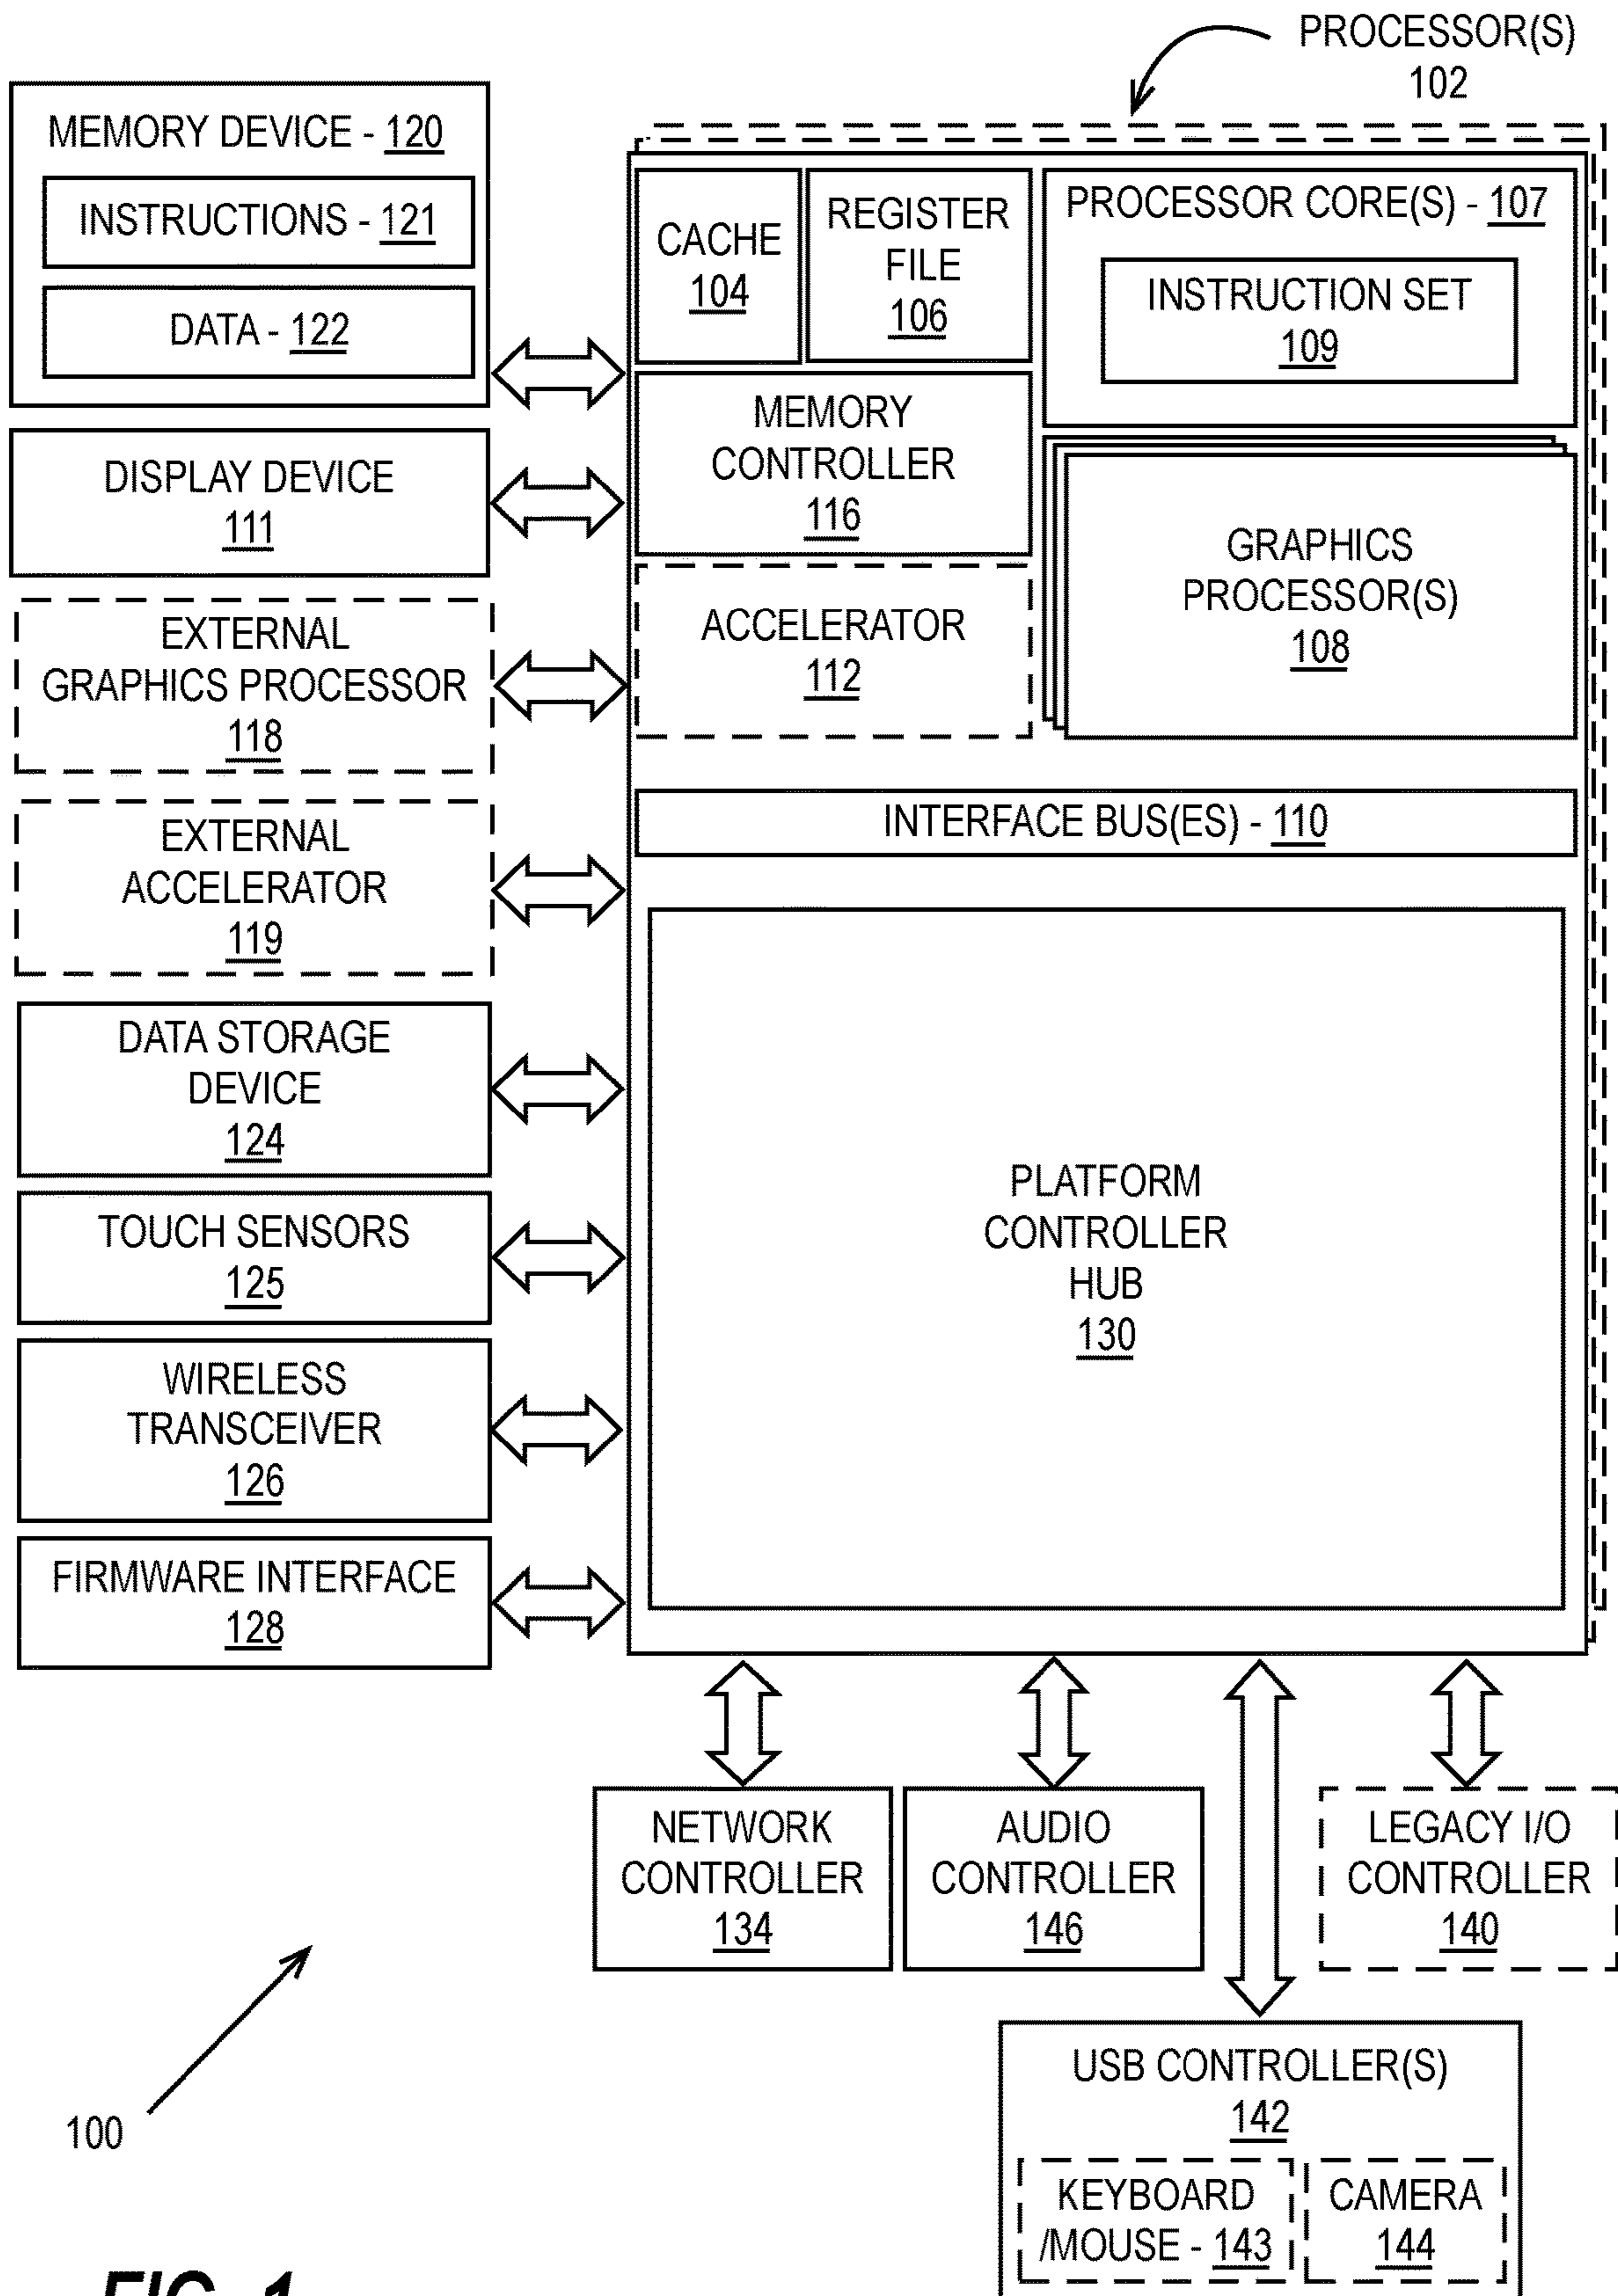 PROCESSOR(S)
102
MEMORY DEVICE - 120
INSTRUCTIONS - 121
DATA - 122
CACHE
104
REGISTER
FILE
106
PROCESSOR CORE(S) - 107
INSTRUCTION SET
109
MEMORY
CONTROLLER
116
DISPLAY DEVICE
111
GRAPHICS
PROCESSOR(S)
108
EXTERNAL
GRAPHICS PROCESSOR
118
ACCELERATOR
112
INTERFACE BUS(ES) - 110
EXTERNAL
ACCELERATOR
119
DATA STORAGE
DEVICE
124
PLATFORM
CONTROLLER
HUB
130
TOUCH SENSORS
125
WIRELESS
TRANSCEIVER
126
FIRMWARE INTERFACE
128
NETWORK
CONTROLLER
134
AUDIO
CONTROLLER
146
LEGACY I/O
CONTROLLER
140
100
USB CONTROLLER(S)
142
KEYBOARD
/MOUSE - 143
CAMERA
144
FIG. 1